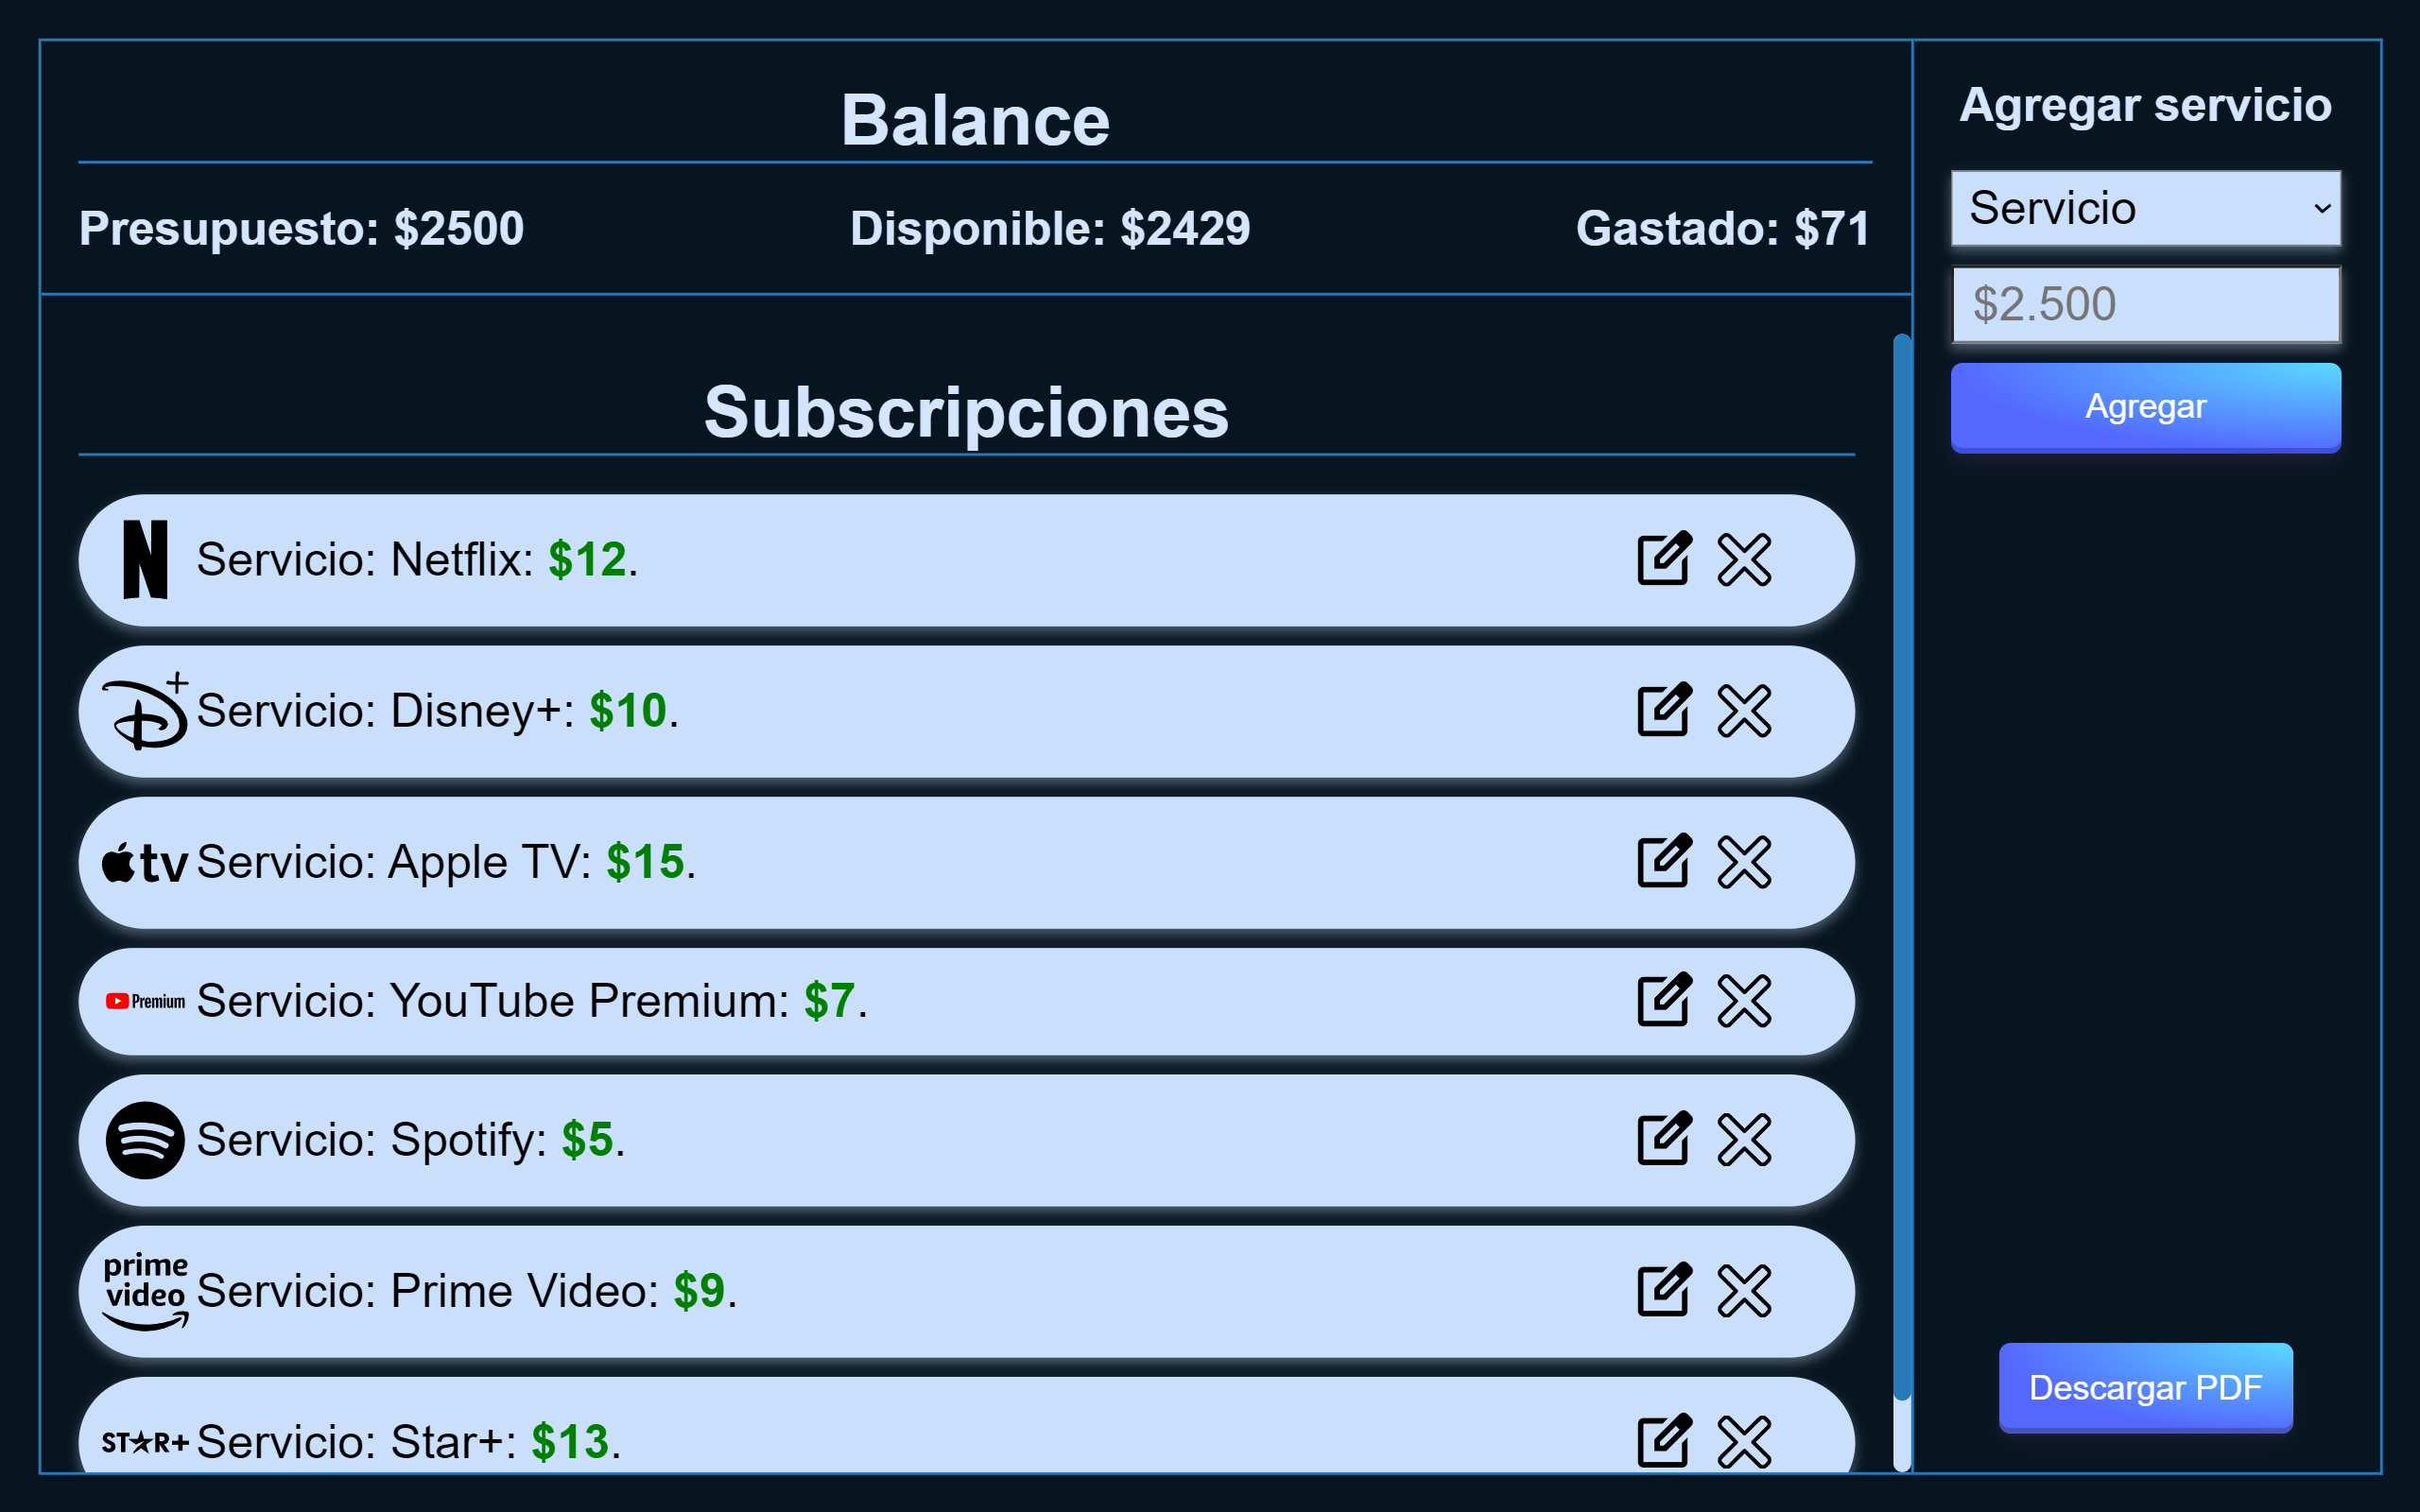 Balance
Presupuesto: $2500 Disponible: $2429 Gastado: $71
Subscripciones
N Servicio: Netflix: $12.
D+ Servicio: Disney+: $10.
tv Servicio: Apple TV: $15.
Premium Servicio: YouTube Premium: $7.
Servicio: Spotify: $5.
prime
video
Servicio: Prime Video: $9.
ST★R+ Servicio: Star+: $13.
Agregar servicio
Servicio
$2.500
Agregar
Descargar PDF